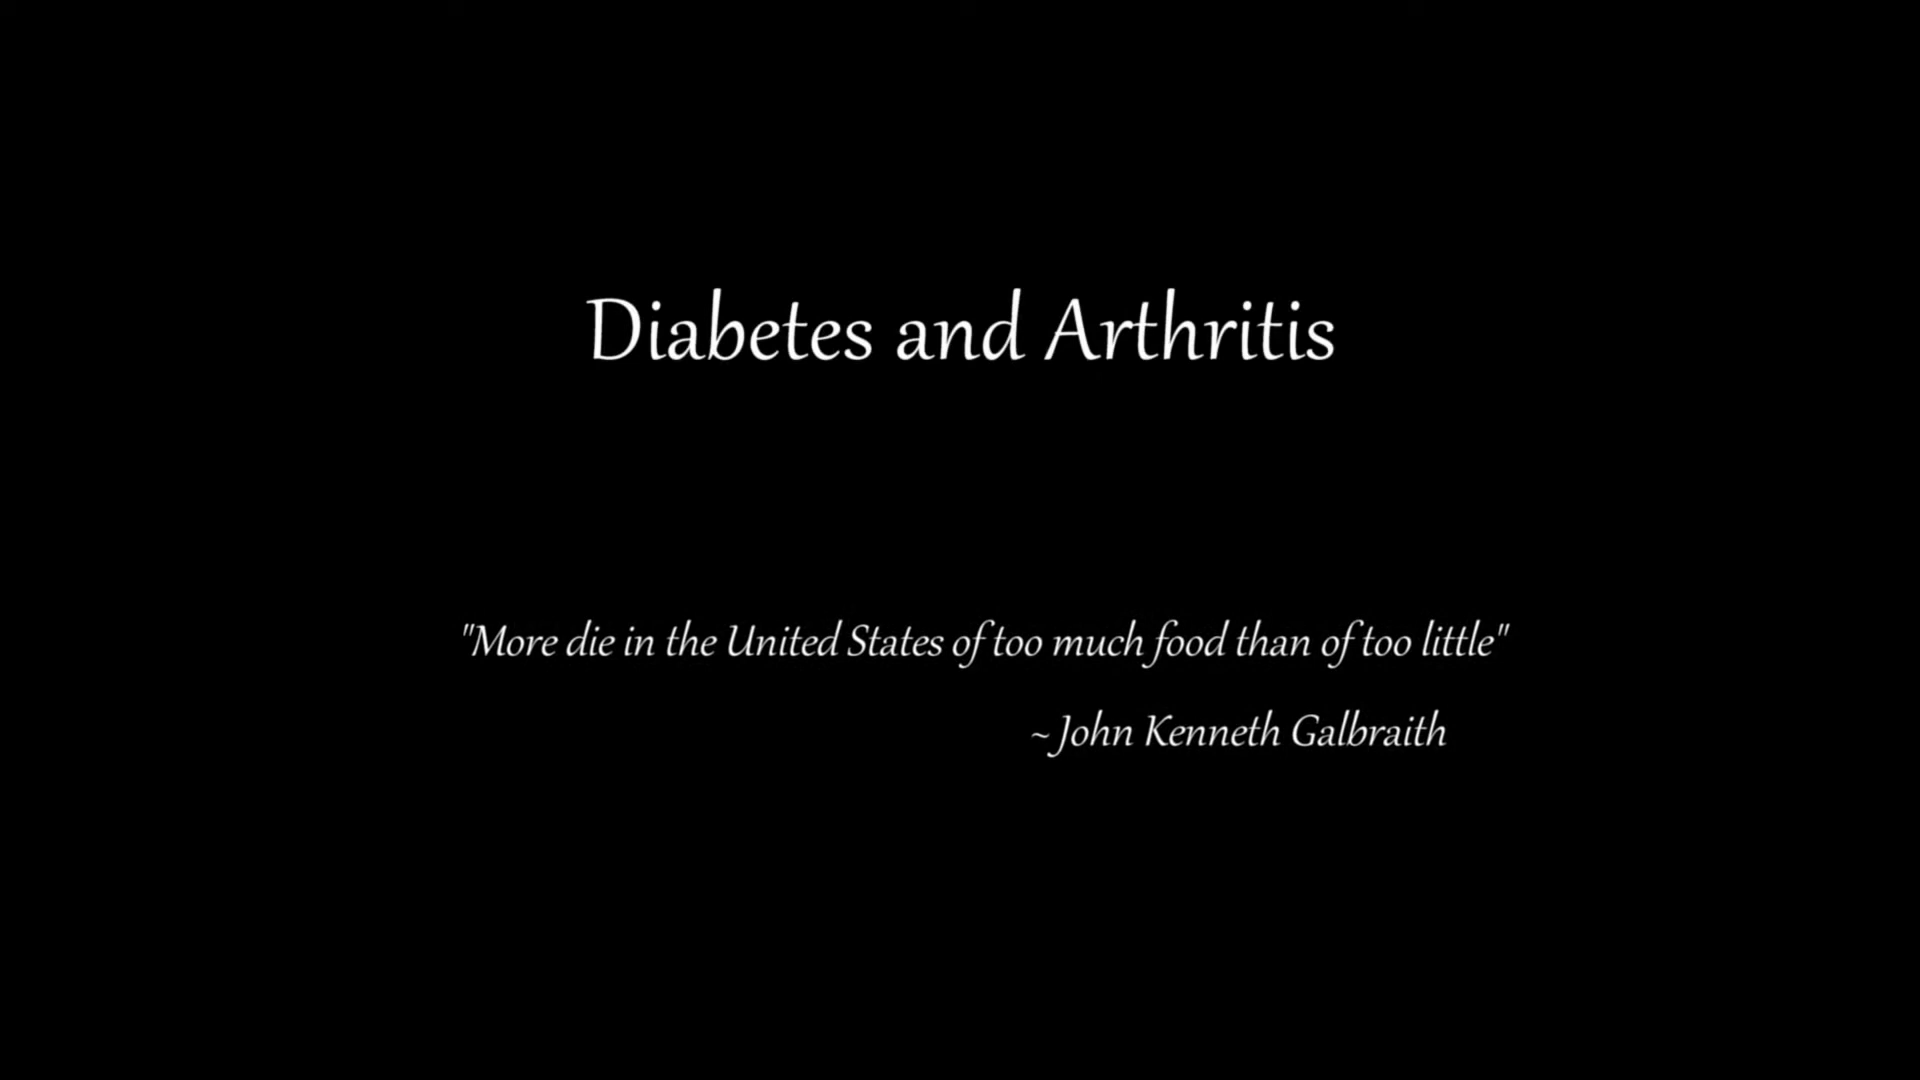 Diabetes and Arthritis
"More die in the United States of too much food than of too little"
~ John Kenneth Galbraith